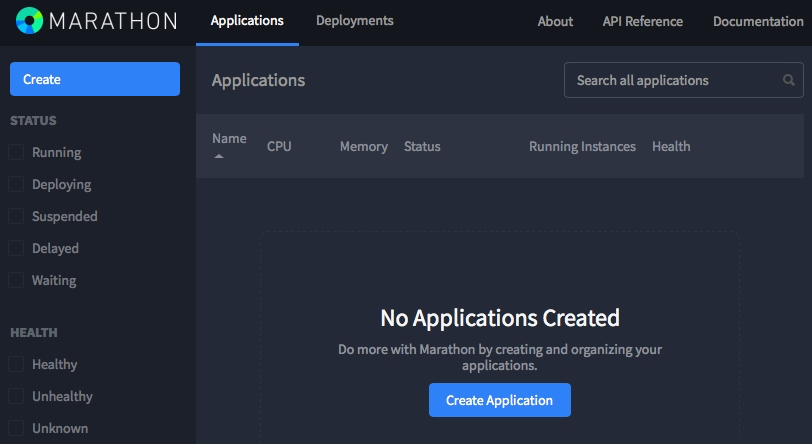 MARATHON
Applications
Deployments
About
API Reference
Documentation
Create
STATUS
Running
Deploying
Suspended
Delayed
Waiting
HEALTH
Healthy
Unhealthy
Unknown
Applications
Search all applications
Name
CPU
Memory
Status
Running Instances
Health
No Applications Created
Do more with Marathon by creating and organizing your
applications.
Create Application